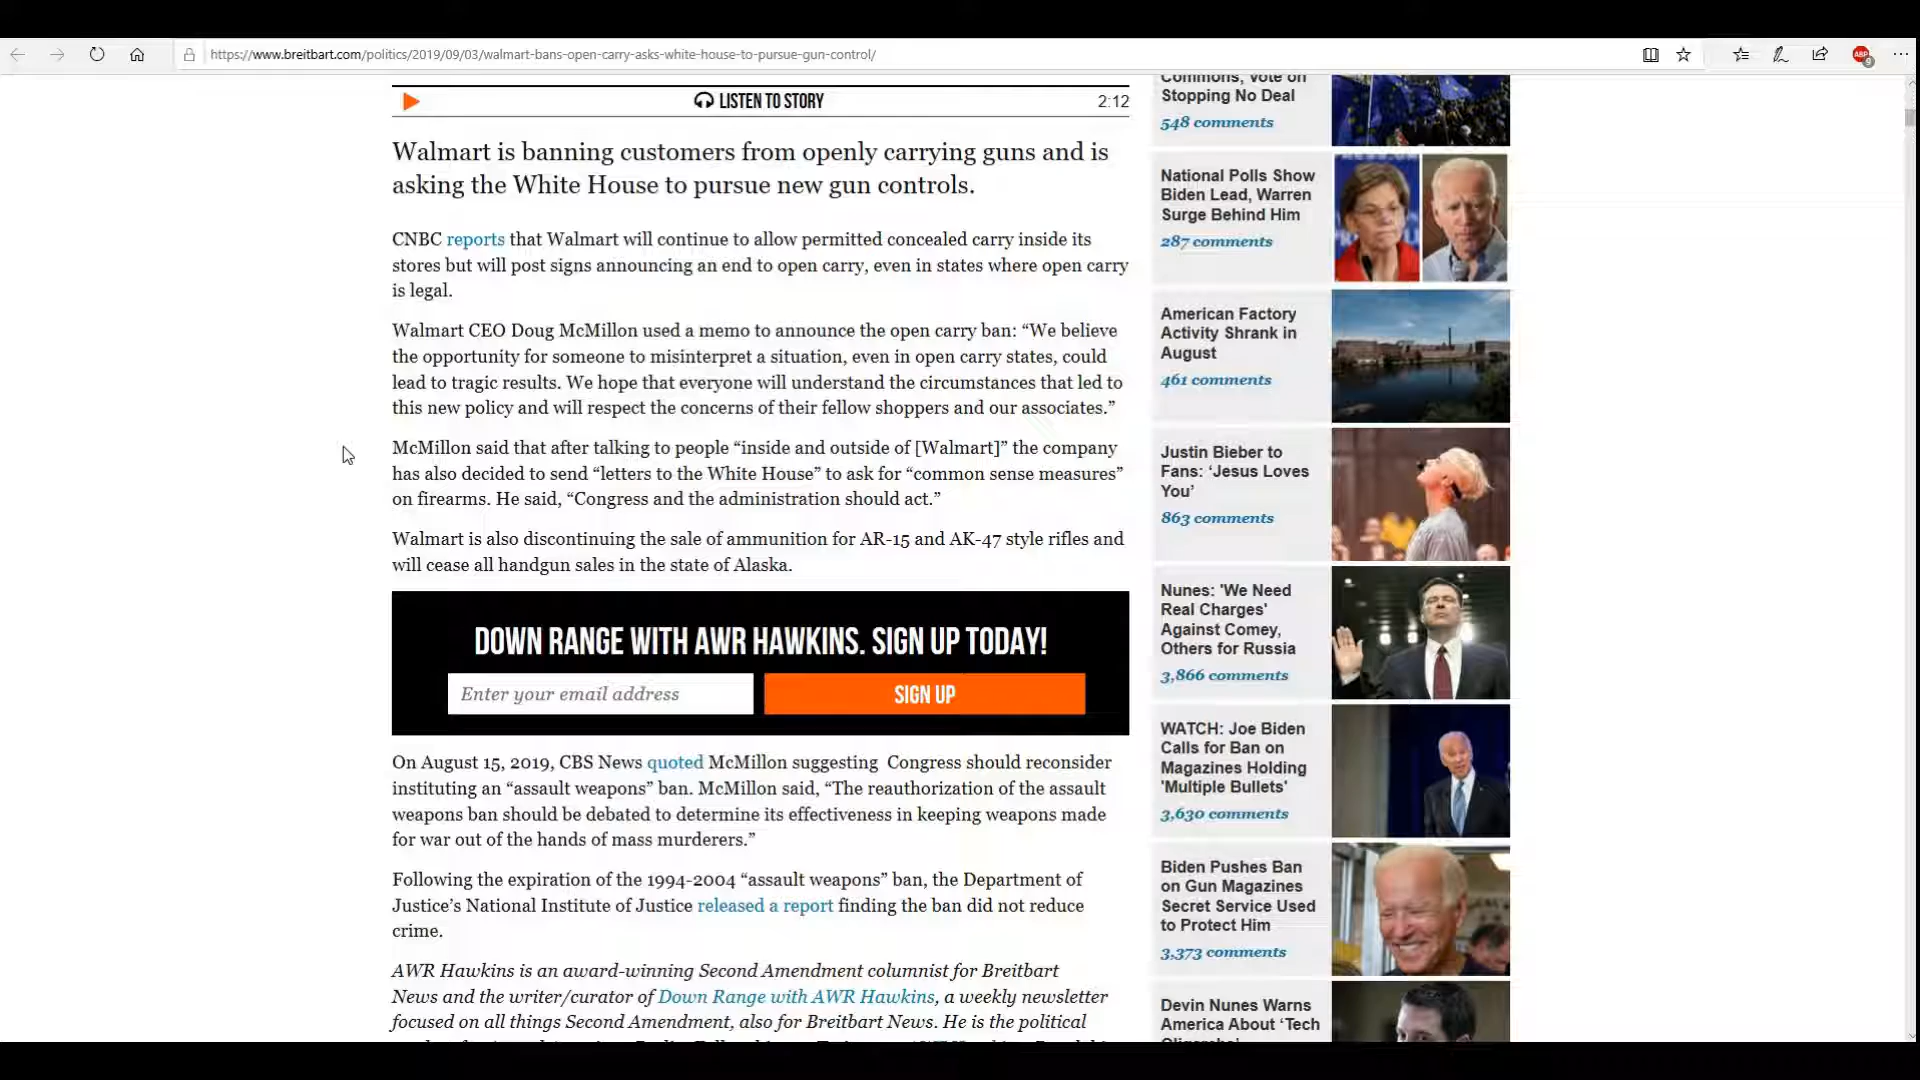 https://www.breitbart.com/politics/2019/09/03/walmart-bans-open-carry-asks-white-house-to-pursue-gun-control/
ABP
9
LISTEN TO STORY
2:12
Walmart is banning customers from openly carrying guns and is
asking the White House to pursue new gun controls.
CNBC reports that Walmart will continue to allow permitted concealed carry inside its
stores but will post signs announcing an end to open carry, even in states where open carry
is legal.
Walmart CEO Doug McMillon used a memo to announce the open carry ban: “We believe
the opportunity for someone to misinterpret a situation, even in open carry states, could
lead to tragic results. We hope that everyone will understand the circumstances that led to
this new policy and will respect the concerns of their fellow shoppers and our associates.”
McMillon said that after talking to people “inside and outside of [Walmart]” the company
has also decided to send “letters to the White House” to ask for “common sense measures”
on firearms. He said, “Congress and the administration should act.”
Walmart is also discontinuing the sale of ammunition for AR-15 and AK-47 style rifles and
will cease all handgun sales in the state of Alaska.
DOWN RANGE WITH AWR HAWKINS. SIGN UP TODAY!
Enter your email address
SIGN UP
On August 15, 2019, CBS News quoted McMillon suggesting Congress should reconsider
instituting an “assault weapons” ban. McMillon said, “The reauthorization of the assault
weapons ban should be debated to determine its effectiveness in keeping weapons made
for war out of the hands of mass murderers.”
Following the expiration of the 1994-2004 “assault weapons” ban, the Department of
Justice’s National Institute of Justice released a report finding the ban did not reduce
crime.
AWR Hawkins is an award-winning Second Amendment columnist for Breitbart
News and the writer/curator of Down Range with AWR Hawkins, a weekly newsletter
focused on all things Second Amendment, also for Breitbart News. He is the political
Commons, Vote on
Stopping No Deal
548 comments
National Polls Show
Biden Lead, Warren
Surge Behind Him
287 comments
American Factory
Activity Shrank in
August
461 comments
Justin Bieber to
Fans: ‘Jesus Loves
You’
863 comments
Nunes: 'We Need
Real Charges'
Against Comey,
Others for Russia
3,866 comments
WATCH: Joe Biden
Calls for Ban on
Magazines Holding
'Multiple Bullets'
3,630 comments
Biden Pushes Ban
on Gun Magazines
Secret Service Used
to Protect Him
3,373 comments
Devin Nunes Warns
America About ‘Tech